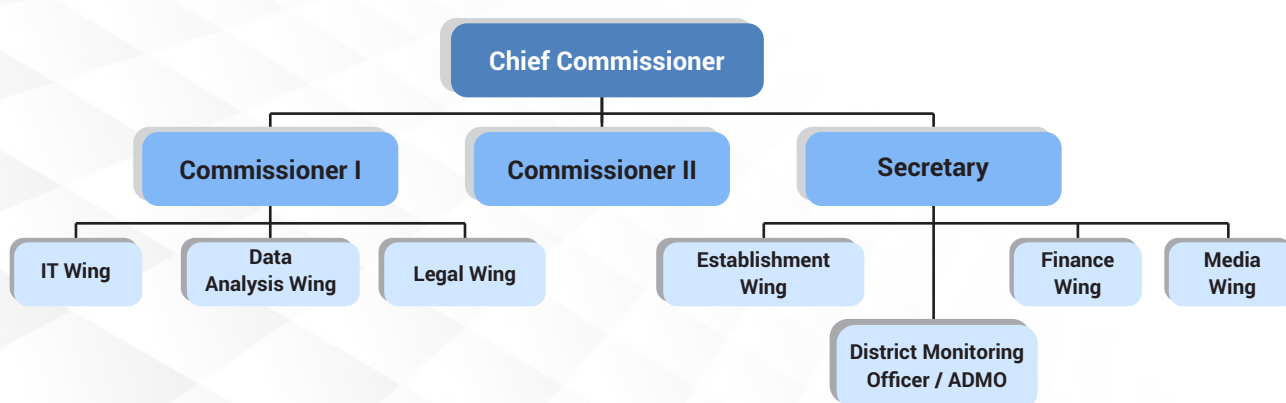 Chief Commissioner
Commissioner I
Commissioner II
Secretary
IT Wing
Data
Analysis Wing
Legal Wing
Establishment
Wing
Finance
Wing
Media
Wing
District Monitoring
Officer / ADMO